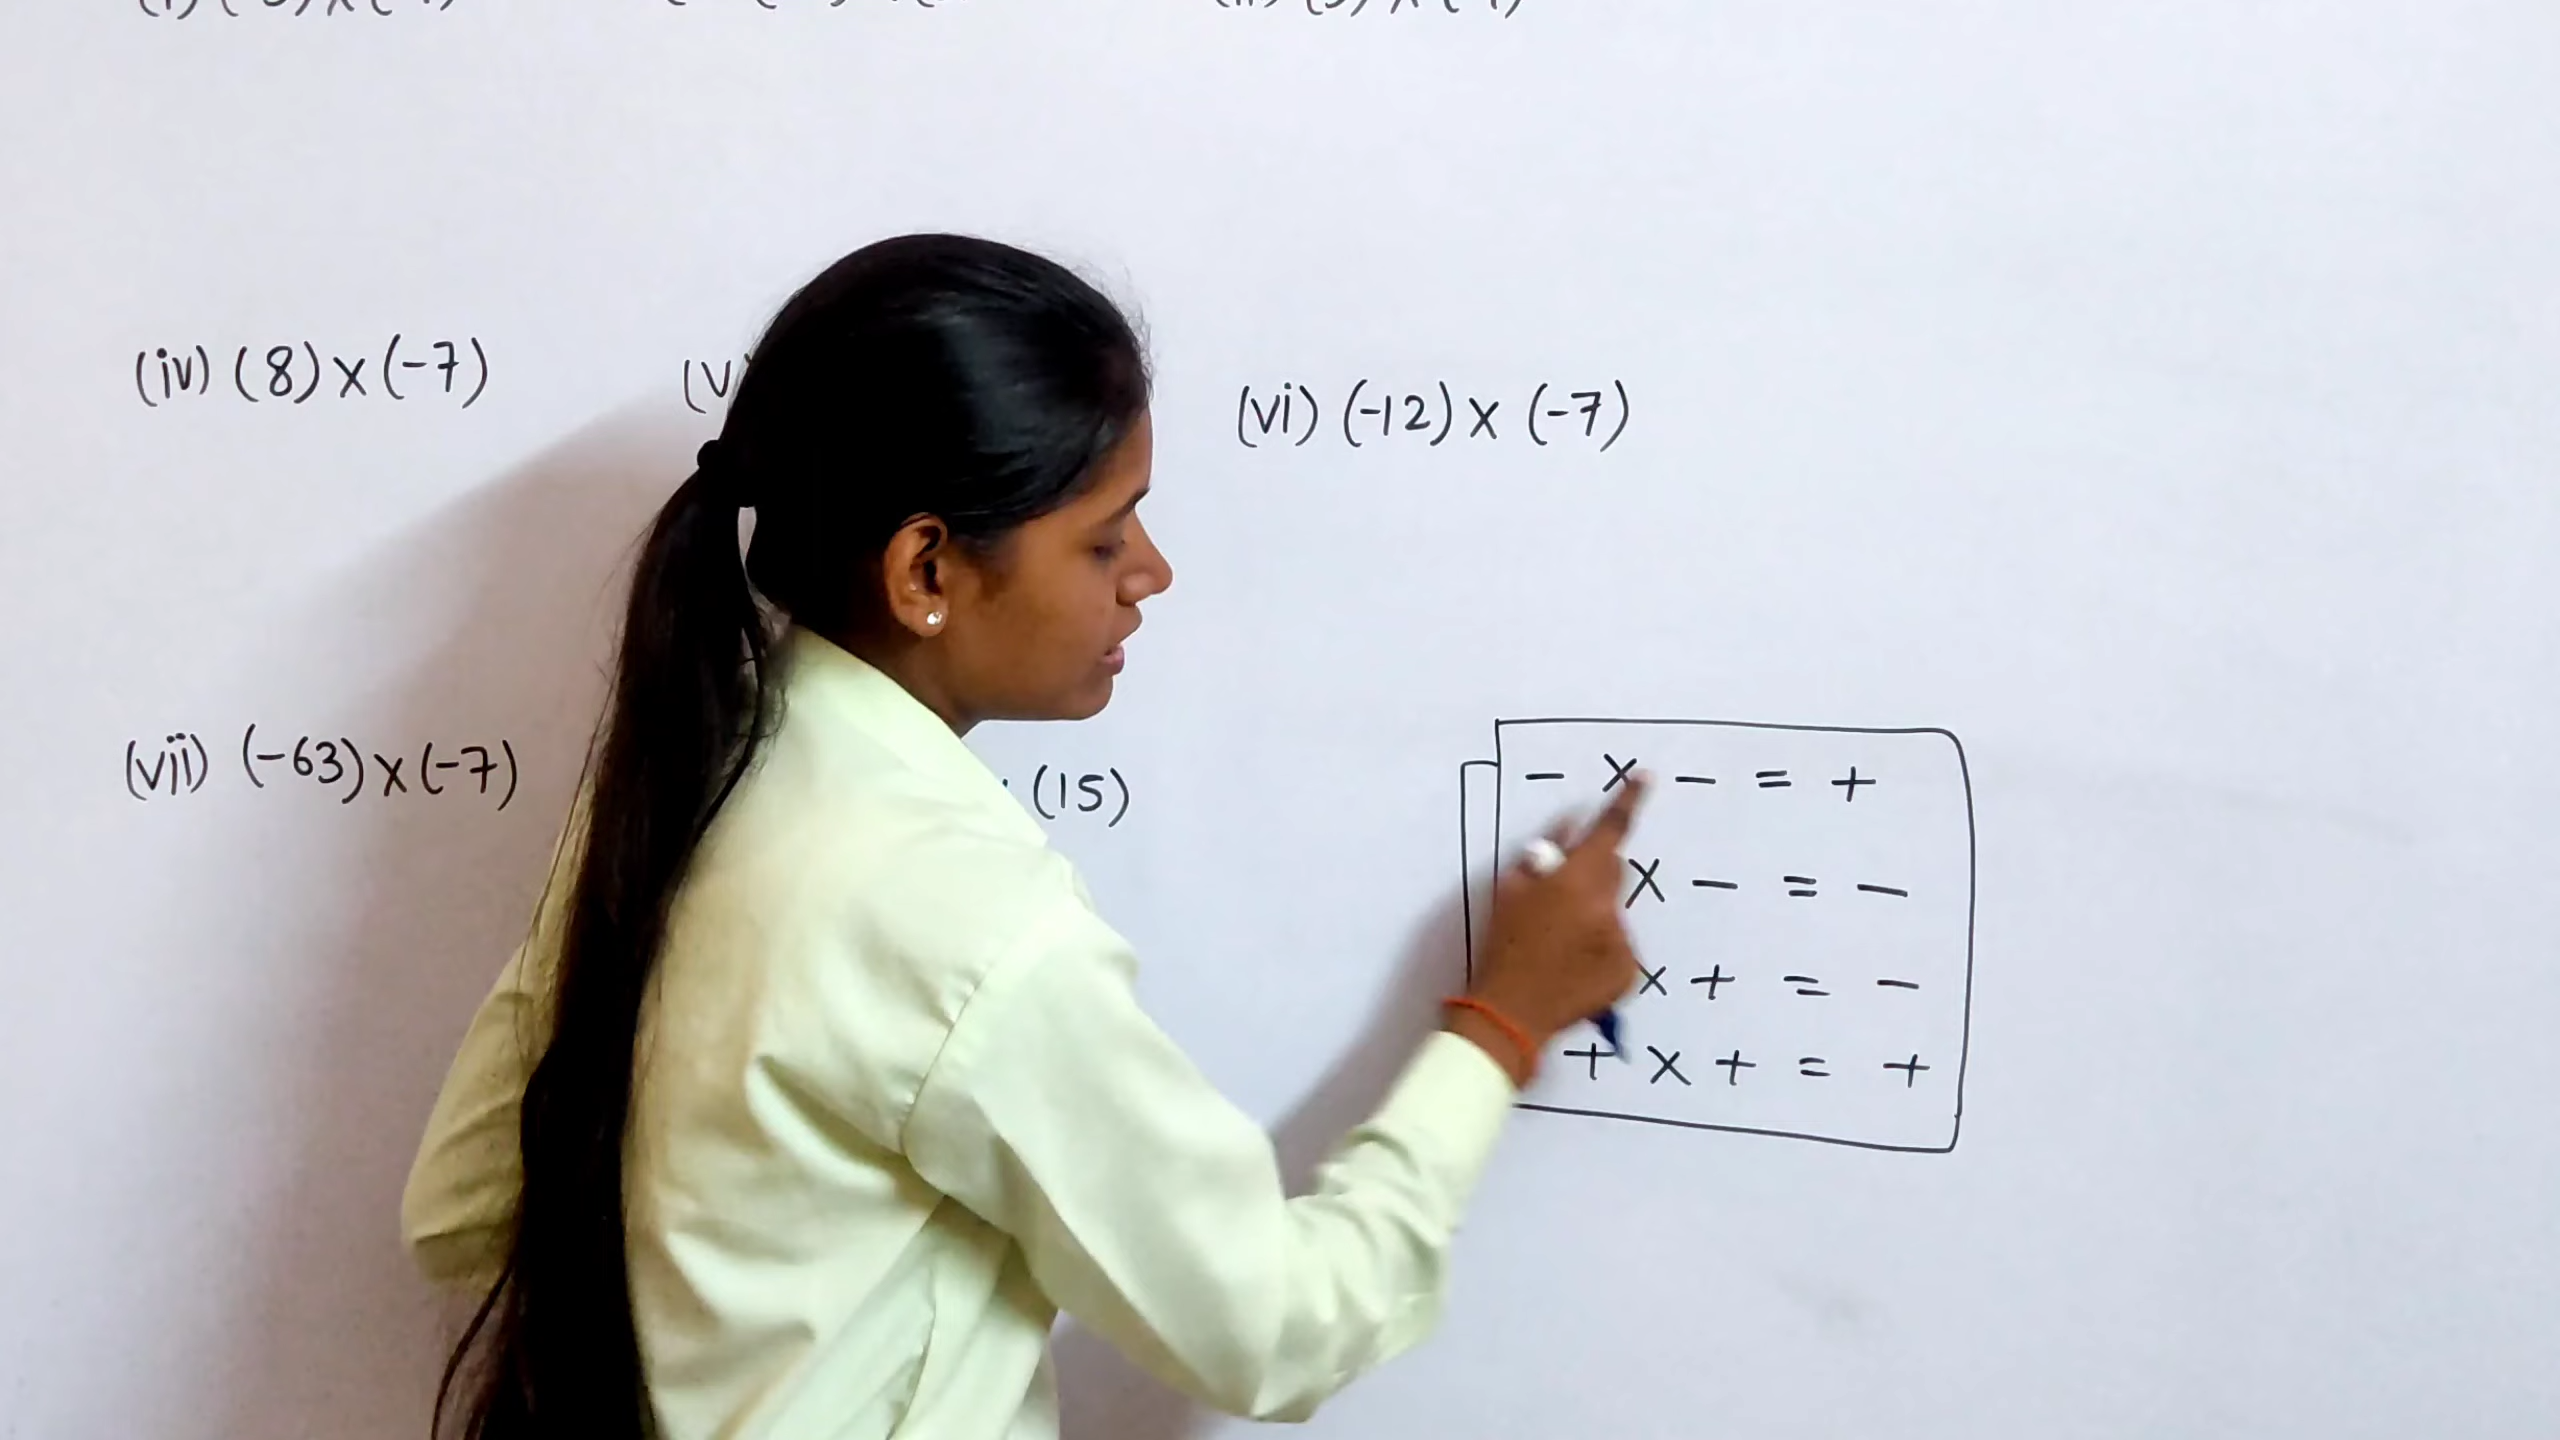 (iv) (8) x (-7)
(vi) (-12) x (-7)
(vii) (-63) x (-7)
(15)
- x - = +
x - = -
x + = -
+ x + = +